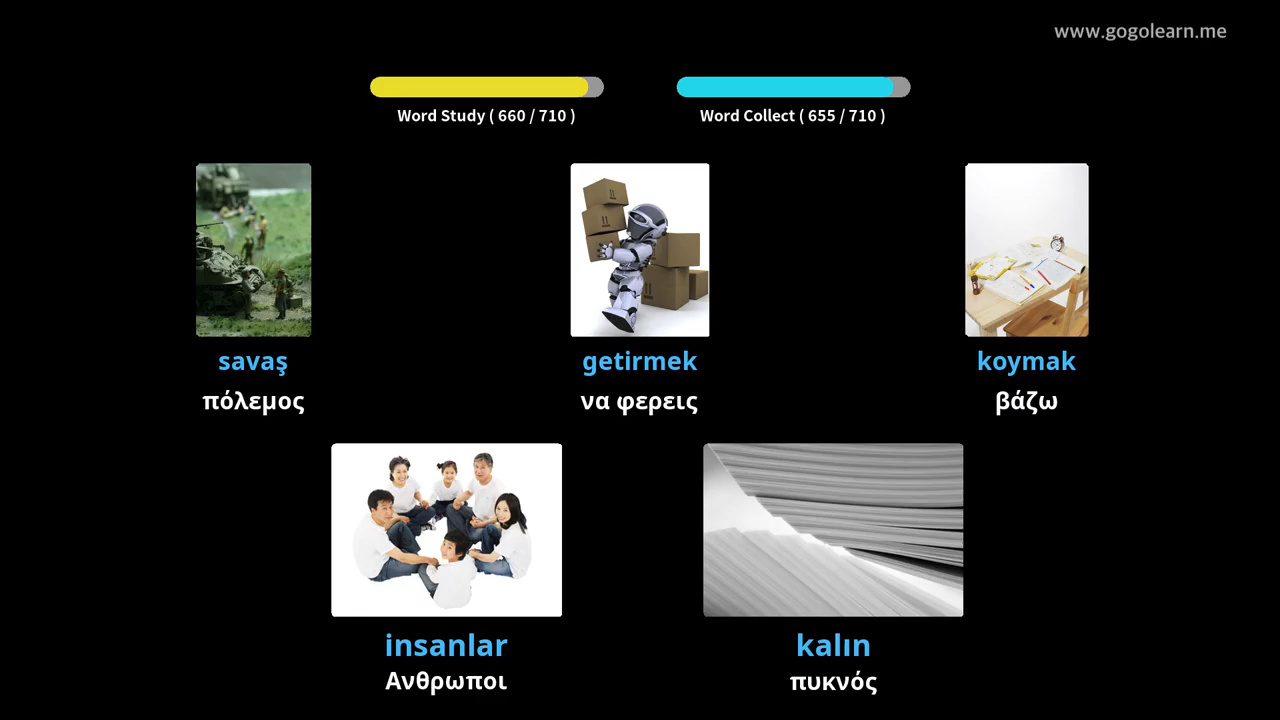 www.gogolearn.me
Word Study ( 660 / 710 )
Word Collect ( 655 / 710 )
savaş
πόλεμος
getirmek
να φερεις
koymak
βάζω
insanlar
Ανθρωποι
kalın
πυκνός